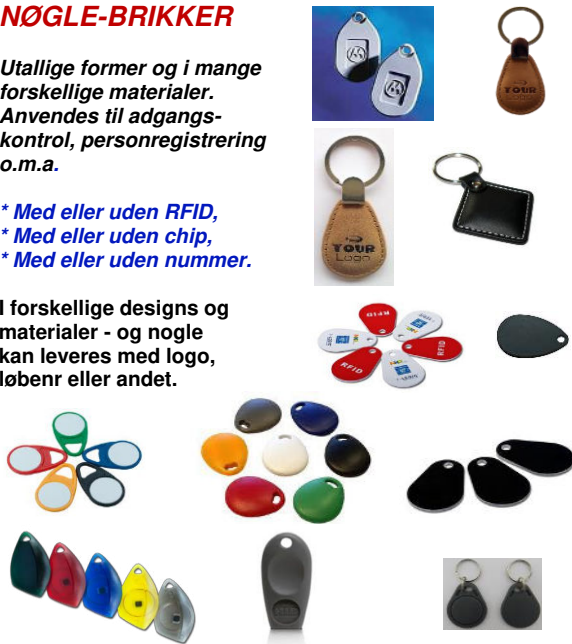 NØGLE-BRIKKER
Utallige former og i mange
forskellige materialer.
Anvendes til adgangs-
kontrol, personregistrering
o.m.a.
* Med eller uden RFID,
* Med eller uden chip,
* Med eller uden nummer.
I forskellige designs og
materialer - og nogle
kan leveres med logo,
løbenr eller andet.
YOUR
YOUR
Logo
RFID
RFID
RFID